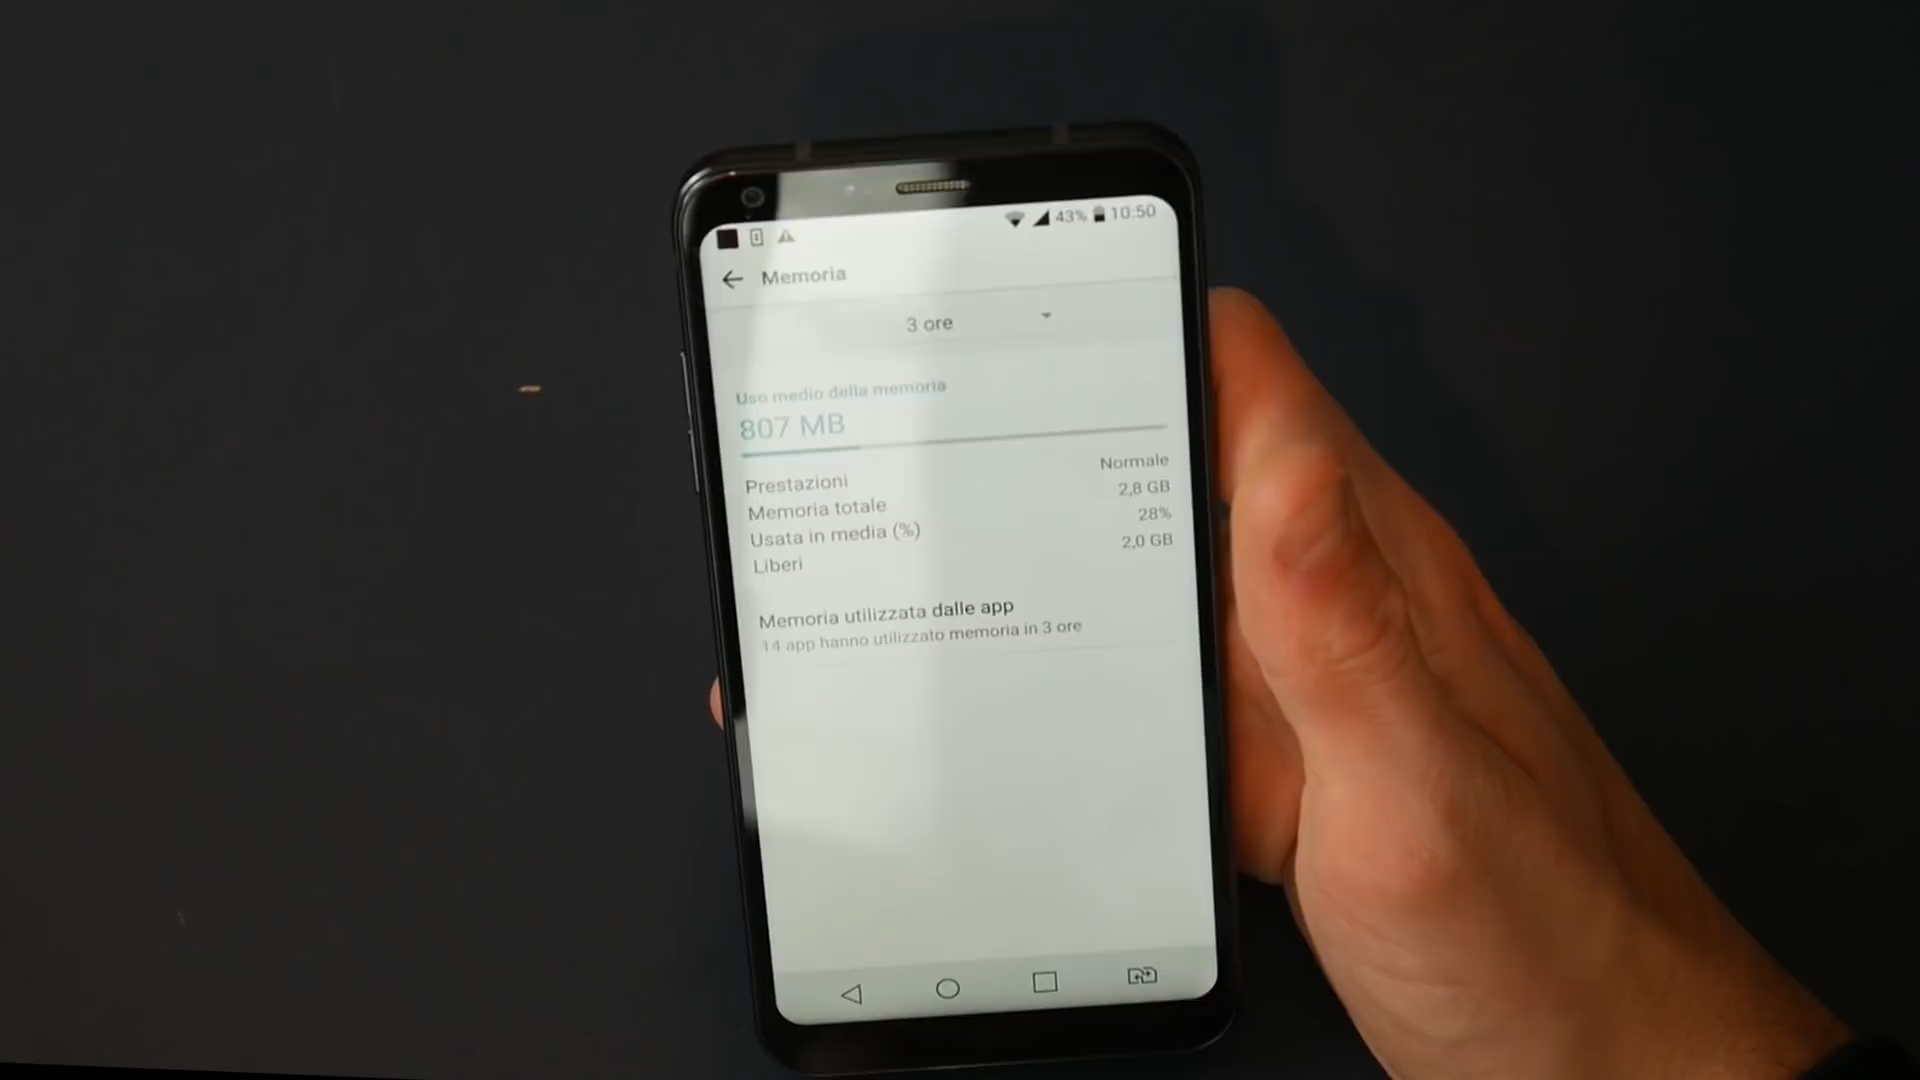 43% 10:50
Memoria
3 ore
Uso medio della memoria
807 MB
Prestazioni Normale
Memoria totale 2,8 GB
Usata in media (%) 28%
Liberi 2,0 GB
Memoria utilizzata dalle app
14 app hanno utilizzato memoria in 3 ore